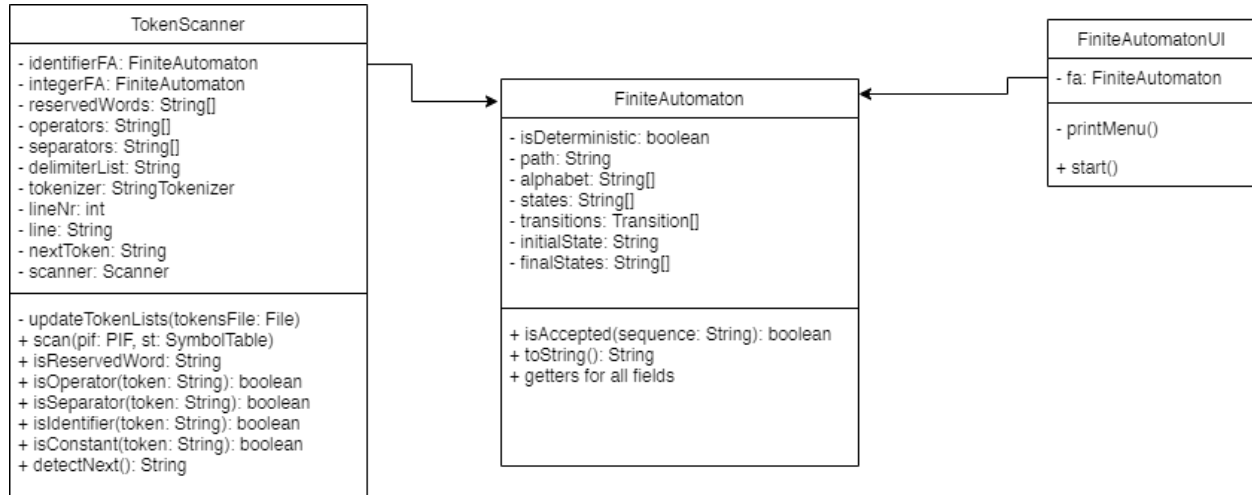 TokenScanner
- identifierFA: FiniteAutomaton
- integerFA: FiniteAutomaton
- reservedWords: String[]
- operators: String[]
- separators: String[]
- delimiterList: String
- tokenizer: StringTokenizer
- lineNr: int
- line: String
- nextToken: String
- scanner: Scanner
- updateTokenLists(tokensFile: File)
+ scan(pif: PIF, st: SymbolTable)
+ isReservedWord: String
+ isOperator(token: String): boolean
+ isSeparator(token: String): boolean
+ isIdentifier(token: String): boolean
+ isConstant(token: String): boolean
+ detectNext(): String
FiniteAutomaton
- isDeterministic: boolean
- path: String
- alphabet: String[]
- states: String[]
- transitions: Transition[]
- initialState: String
- finalStates: String[]
+ isAccepted(sequence: String): boolean
+ toString(): String
+ getters for all fields
FiniteAutomatonUI
- fa: FiniteAutomaton
- printMenu()
+ start()